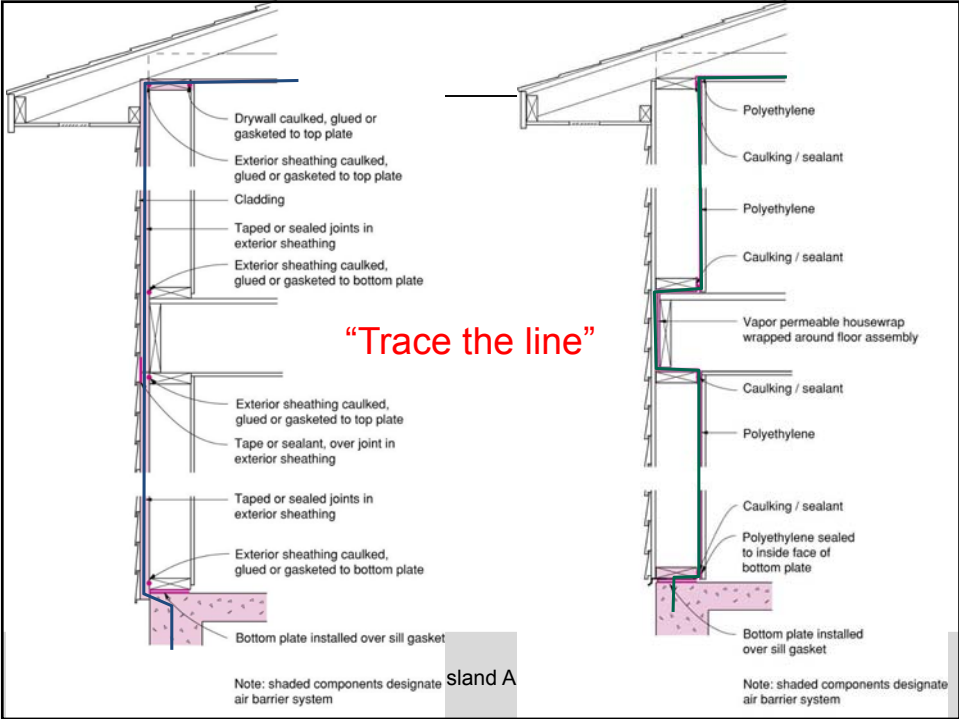 Drywall caulked, glued or
gasketed to top plate
Exterior sheathing caulked,
glued or gasketed to top plate
Cladding
Taped or sealed joints in
exterior sheathing
Exterior sheathing caulked,
glued or gasketed to bottom plate
“Trace the line”
Exterior sheathing caulked,
glued or gasketed to top plate
Tape or sealant, over joint in
exterior sheathing
Taped or sealed joints in
exterior sheathing
Exterior sheathing caulked,
glued or gasketed to bottom plate
Bottom plate installed over sill gasket
Note: shaded components designate
air barrier system
sland A
Polyethylene
Caulking / sealant
Polyethylene
Caulking / sealant
Vapor permeable housewrap
wrapped around floor assembly
Caulking / sealant
Polyethylene
Caulking / sealant
Polyethylene sealed
to inside face of
bottom plate
Bottom plate installed
over sill gasket
Note: shaded components designate
air barrier system